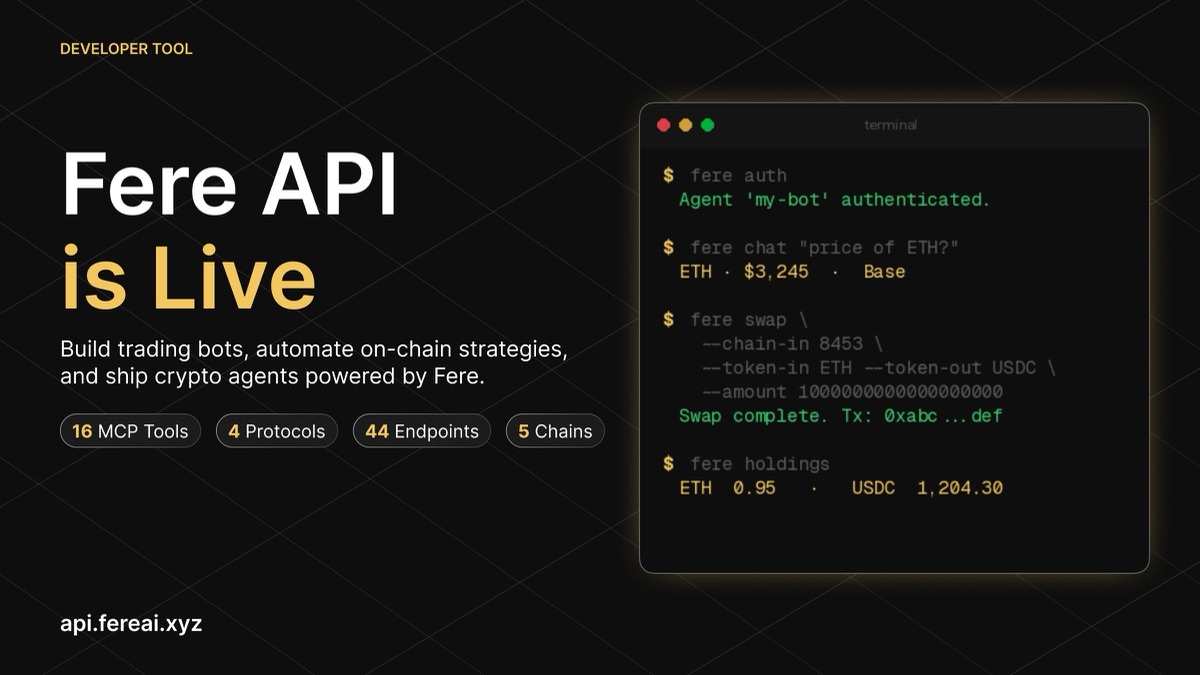 DEVELOPER TOOL
Fere API
is Live
Build trading bots, automate on-chain strategies,
and ship crypto agents powered by Fere.
16 MCP Tools
4 Protocols
44 Endpoints
5 Chains
api.fereai.xyz
terminal
$ fere auth
Agent 'my-bot' authenticated.
$ fere chat "price of ETH?"
ETH · $3,245 · Base
$ fere swap \
--chain-in 8453 \
--token-in ETH --token-out USDC \
--amount 1000000000000000000
Swap complete. Tx: 0xabc...def
$ fere holdings
ETH 0.95 · USDC 1,204.30